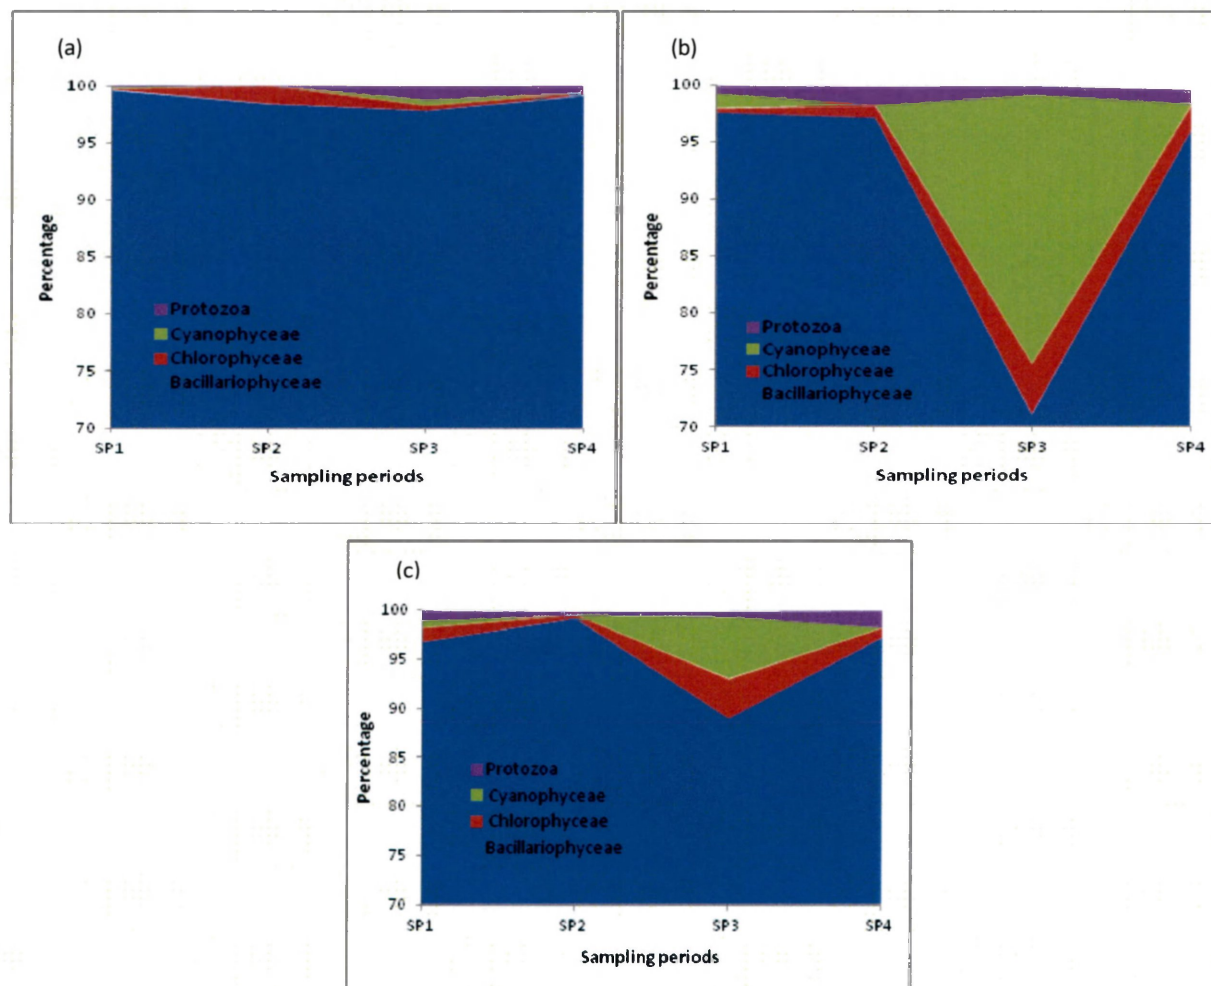 (a)
100
95
90
85
80
75
70
Percentage
Protozoa
Cyanophyceae
Chlorophyceae
Bacillariophyceae
SP1 SP2 SP3 SP4
Sampling periods
(b)
100
95
90
85
80
75
70
Percentage
Protozoa
Cyanophyceae
Chlorophyceae
Bacillariophyceae
SP1 SP2 SP3 SP4
Sampling periods
(c)
100
95
90
85
80
75
70
Percentage
Protozoa
Cyanophyceae
Chlorophyceae
Bacillariophyceae
SP1 SP2 SP3 SP4
Sampling periods